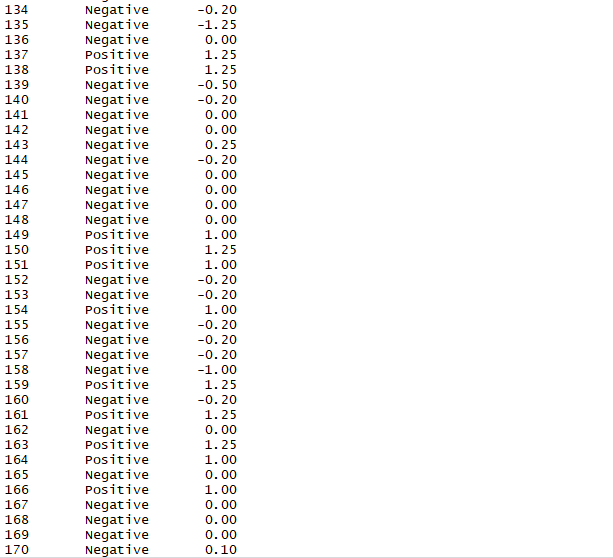 134 Negative -0.20
135 Negative -1.25
136 Negative 0.00
137 Positive 1.25
138 Positive 1.25
139 Negative -0.50
140 Negative -0.20
141 Negative 0.00
142 Negative 0.00
143 Negative 0.25
144 Negative -0.20
145 Negative 0.00
146 Negative 0.00
147 Negative 0.00
148 Negative 0.00
149 Positive 1.00
150 Positive 1.25
151 Positive 1.00
152 Negative -0.20
153 Negative -0.20
154 Positive 1.00
155 Negative -0.20
156 Negative -0.20
157 Negative -0.20
158 Negative -1.00
159 Positive 1.25
160 Negative -0.20
161 Positive 1.25
162 Negative 0.00
163 Positive 1.25
164 Positive 1.00
165 Negative 0.00
166 Positive 1.00
167 Negative 0.00
168 Negative 0.00
169 Negative 0.00
170 Negative 0.10